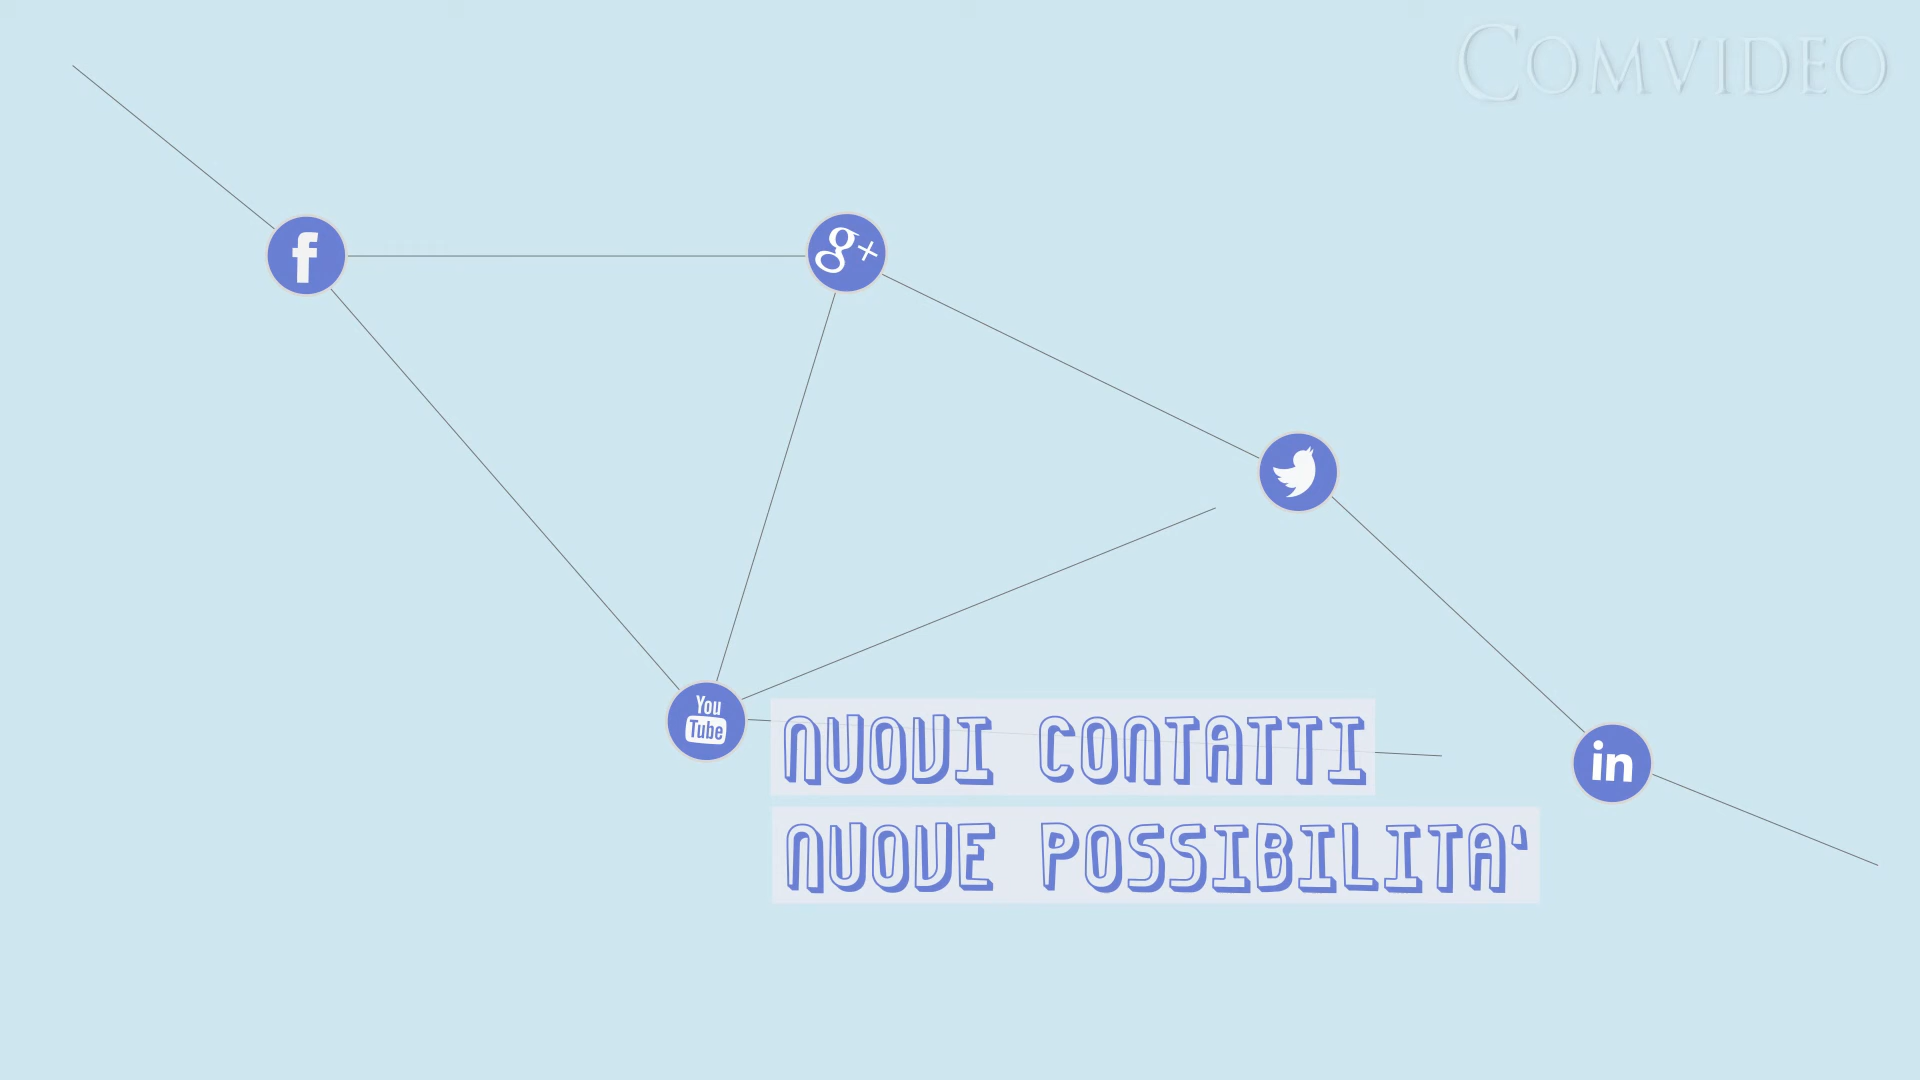 COMVIDEO
f
g+
You
Tube
in
NUOVI CONTATTI
NUOVE POSSIBILITA'